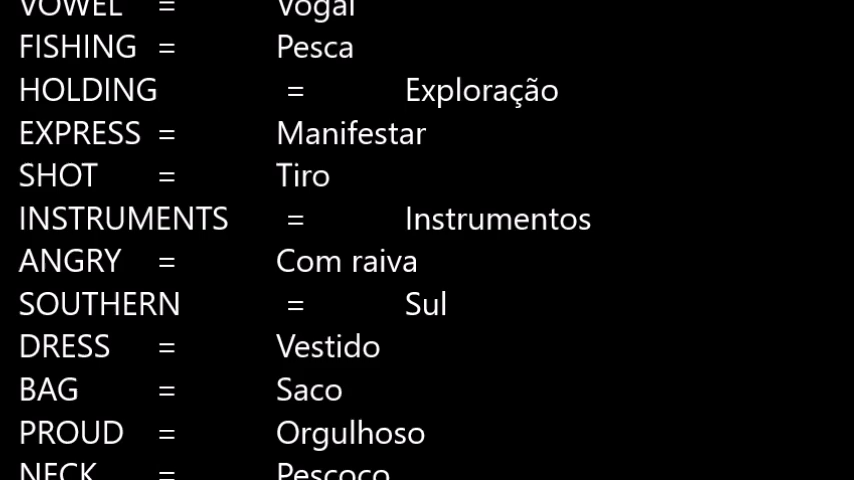 VOWEL = Vogal
FISHING = Pesca
HOLDING = Exploração
EXPRESS = Manifestar
SHOT = Tiro
INSTRUMENTS = Instrumentos
ANGRY = Com raiva
SOUTHERN = Sul
DRESS = Vestido
BAG = Saco
PROUD = Orgulhoso
NECK = Pescoço